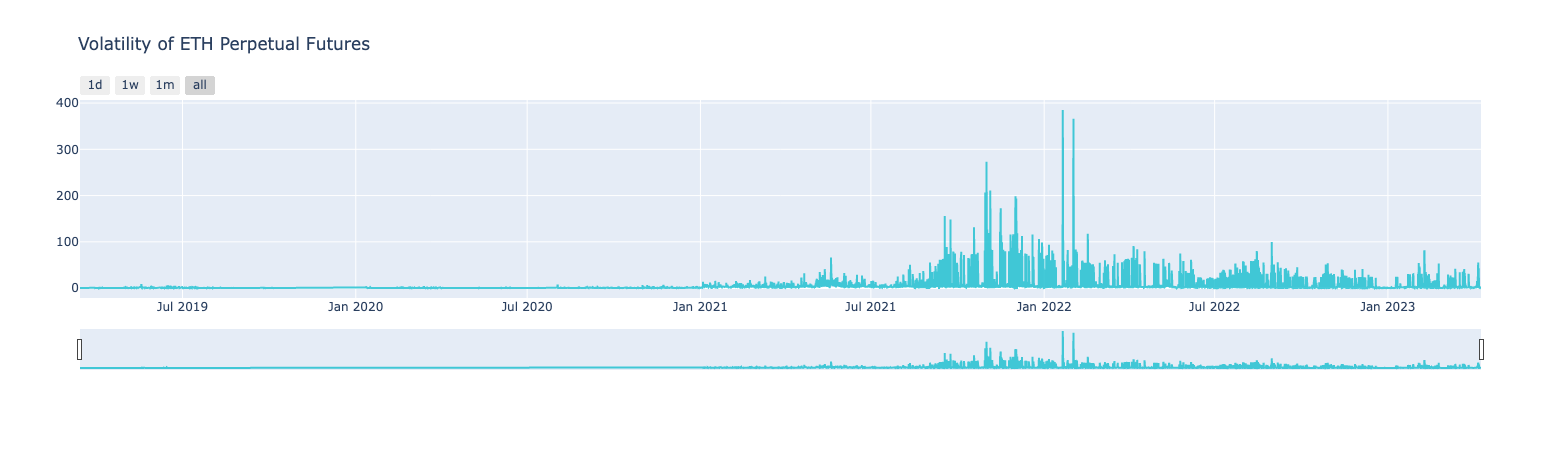 Volatility of ETH Perpetual Futures
1d 1w 1m all
400
300
200
100
0
Jul 2019 Jan 2020 Jul 2020 Jan 2021 Jul 2021 Jan 2022 Jul 2022 Jan 2023